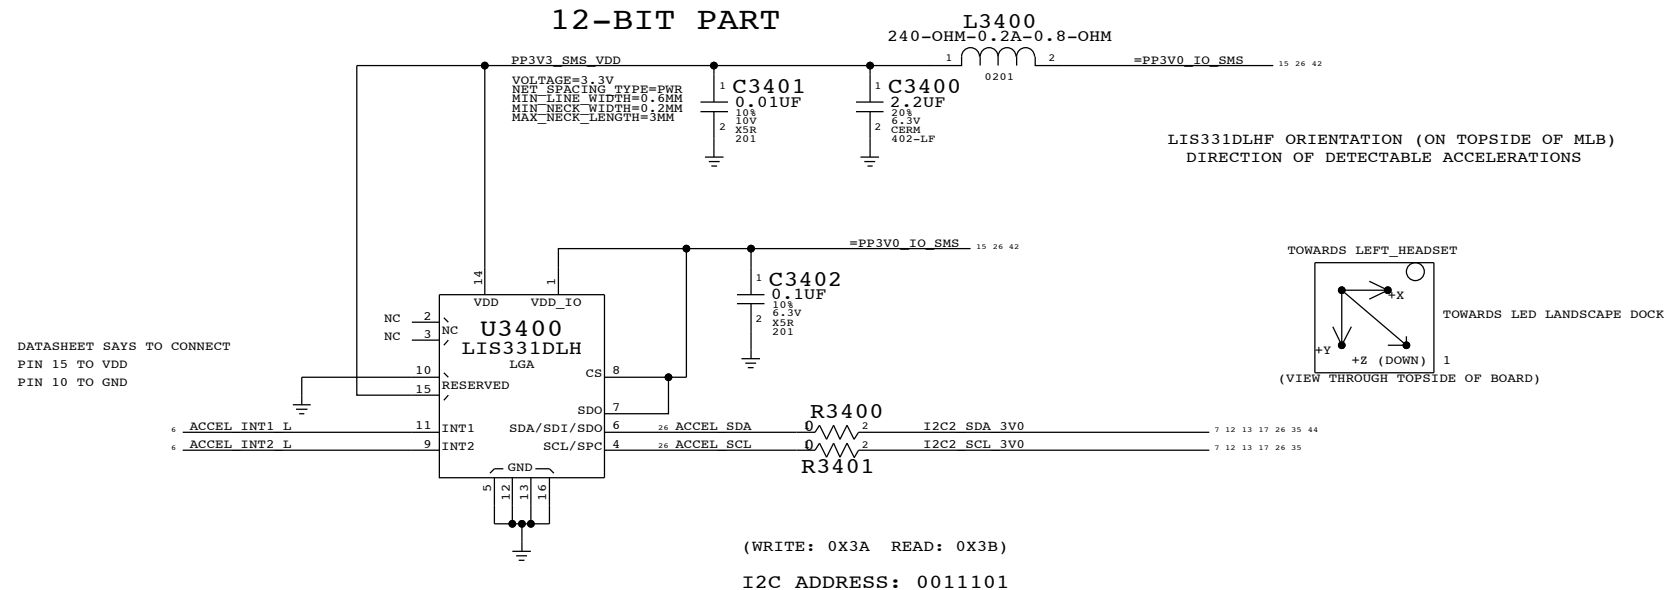 12-BIT PART
L3400
240-OHM-0.2A-0.8-OHM
PP3V3_SMS_VDD
1
2
=PP3V0_IO_SMS
15 26 42
0201
VOLTAGE=3.3V
NET_SPACING_TYPE=PWR
MIN_LINE_WIDTH=0.6MM
MIN_NECK_WIDTH=0.2MM
MAX_NECK_LENGTH=3MM
1
C3401
0.01UF
10%
10V
X5R
201
2
1
C3400
2.2UF
20%
6.3V
CERM
402-LF
2
LIS331DLHF ORIENTATION (ON TOPSIDE OF MLB)
DIRECTION OF DETECTABLE ACCELERATIONS
=PP3V0_IO_SMS
15 26 42
TOWARDS LEFT_HEADSET
+X
TOWARDS LED LANDSCAPE DOCK
+Y
+Z (DOWN)
1
(VIEW THROUGH TOPSIDE OF BOARD)
14
1
1
C3402
0.1UF
10%
6.3V
X5R
201
2
VDD
VDD_IO
NC
2
NC
NC
3
U3400
LIS331DLH
LGA
DATASHEET SAYS TO CONNECT
PIN 15 TO VDD
PIN 10 TO GND
10
15
RESERVED
CS
8
SDO
7
6
ACCEL_INT1_L
11
INT1
SDA/SDI/SDO
6
26
ACCEL_SDA
R3400
0
1
2
I2C2_SDA_3V0
7 12 13 17 26 35 44
6
ACCEL_INT2_L
9
INT2
SCL/SPC
4
26
ACCEL_SCL
0
1
2
I2C2_SCL_3V0
7 12 13 17 26 35
R3401
GND
5
12
13
16
(WRITE: 0X3A  READ: 0X3B)
I2C ADDRESS: 0011101